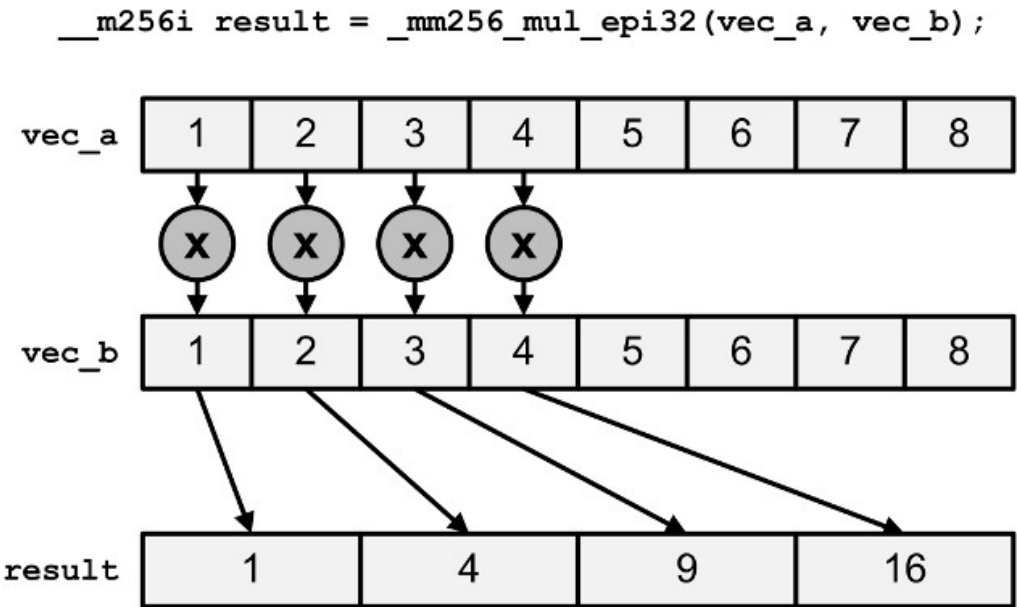 __m256i result = _mm256_mul_epi32(vec_a, vec_b);
vec_a 1 2 3 4 5 6 7 8
x x x x
vec_b 1 2 3 4 5 6 7 8
result 1 4 9 16